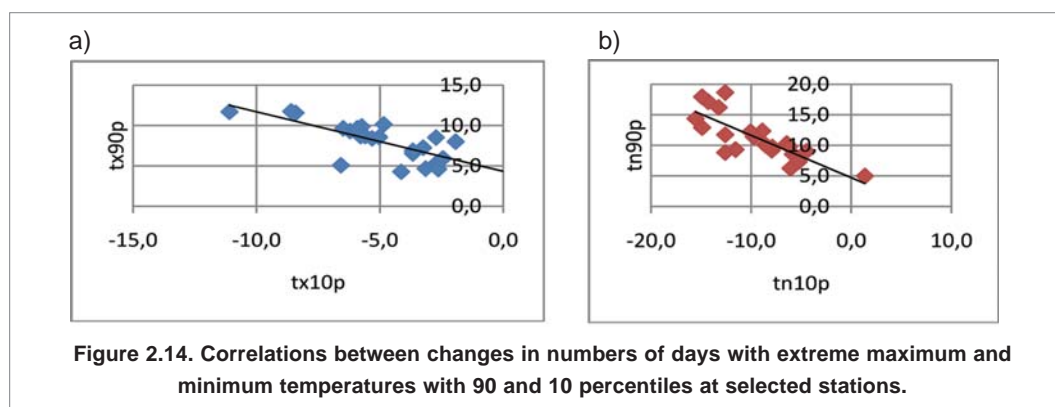 a)
15,0
10,0
5,0
0,0
tx90p
-15,0 -10,0 -5,0 0,0
tx10p
b)
20,0
15,0
10,0
5,0
0,0
tn90p
-20,0 -10,0 0,0 10,0
tn10p
Figure 2.14. Correlations between changes in numbers of days with extreme maximum and
minimum temperatures with 90 and 10 percentiles at selected stations.